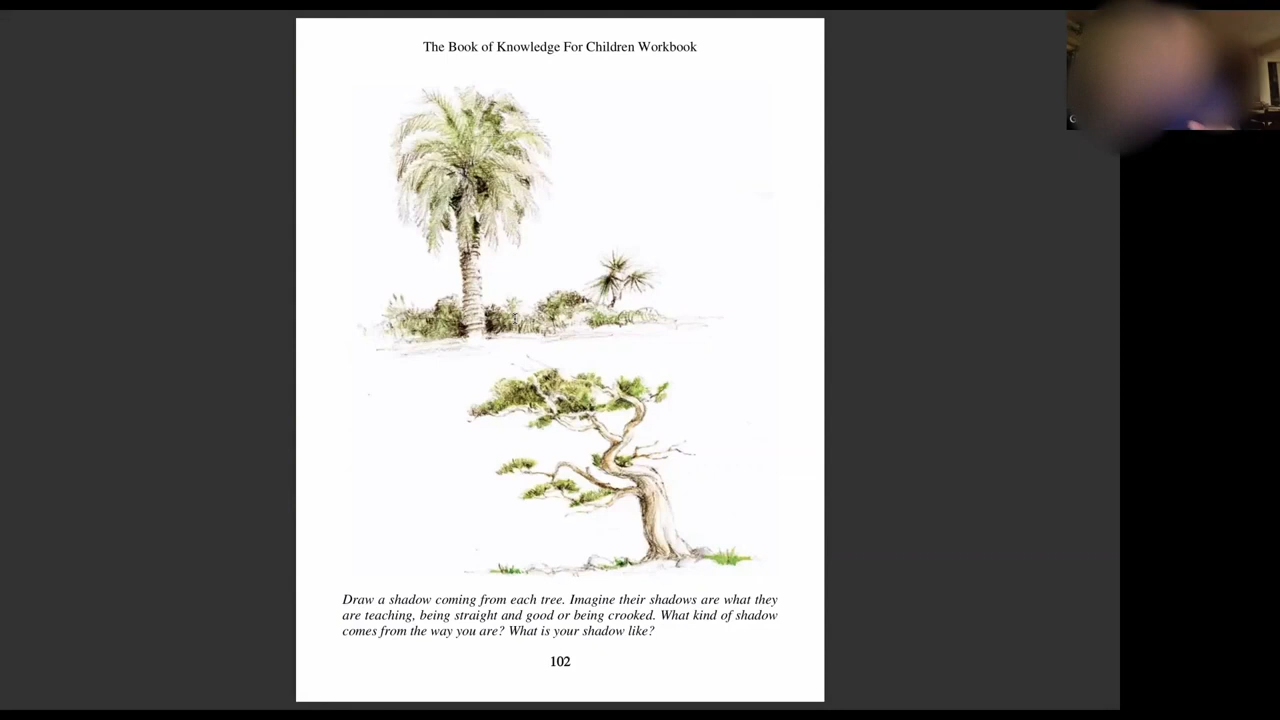 The Book of Knowledge For Children Workbook
Draw a shadow coming from each tree. Imagine their shadows are what they
are teaching, being straight and good or being crooked. What kind of shadow
comes from the way you are? What is your shadow like?
102